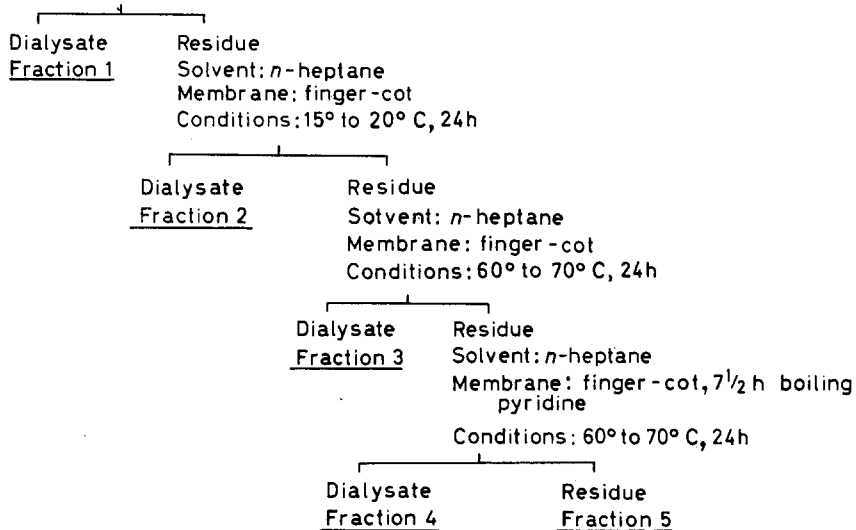 Dialysate Residue
Fraction 1 Solvent: n-heptane
Membrane: finger-cot
Conditions: 15° to 20° C, 24h
Dialysate Residue
Fraction 2 Sotvent: n-heptane
Membrane: finger-cot
Conditions: 60° to 70° C, 24h
Dialysate Residue
Fraction 3 Solvent: n-heptane
Membrane: finger-cot, 7½ h boiling
pyridine
Conditions: 60° to 70° C, 24h
Dialysate Residue
Fraction 4 Fraction 5